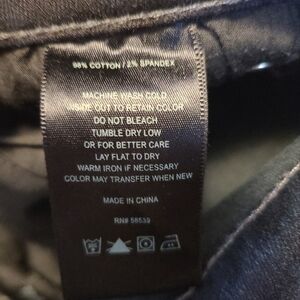 98% COTTON / 2% SPANDEX
MACHINE WASH COLD
INSIDE OUT TO RETAIN COLOR
DO NOT BLEACH
TUMBLE DRY LOW
OR FOR BETTER CARE
LAY FLAT TO DRY
WARM IRON IF NECESSARY
COLOR MAY TRANSFER WHEN NEW
MADE IN CHINA
RN# 56539